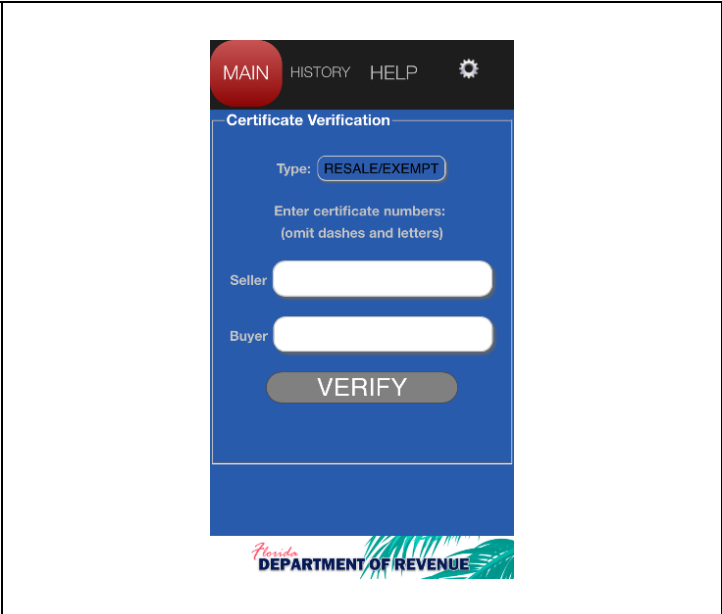 MAIN HISTORY HELP
Certificate Verification
Type: RESALE/EXEMPT
Enter certificate numbers:
(omit dashes and letters)
Seller
Buyer
VERIFY
Florida
DEPARTMENT OF REVENUE